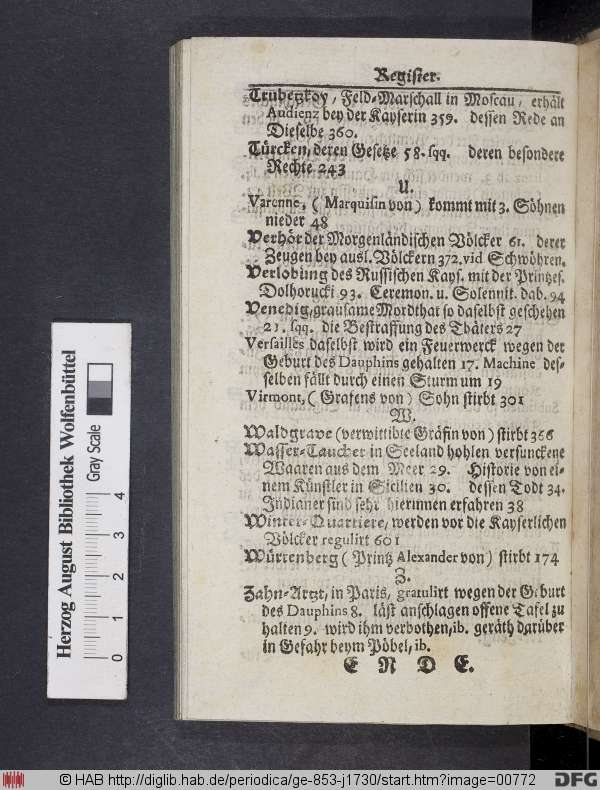 Register.
Trubetzkoy, Feld-Marschall in Moscau, erhält
Audienz bey der Kayserin 359. dessen Rede an
Dieselbe 360.
Türcken, deren Gesetze 58. sqq. deren besondere
Rechte 243
U.
Varenne, (Marquisin von) kommt mit 3. Söhnen
nieder 48
Verhör der Morgenländischen Völcker 61. derer
Zeugen bey ausl. Völckern 372. vid Schwöhren.
Verlobung des Russischen Kays. mit der Printzes.
Dolhorucki 93. Ceremon. u. Solennit. dab. 94
Venedig, grausame Mordthat so daselbst geschehen
21. sqq. die Bestraffung des Thäters 27
Versailles daselbst wird ein Feuerwerck wegen der
Geburt des Dauphins gehalten 17. Machine des-
selben fällt durch einen Sturm um 19
Virmont, (Grafens von) Sohn stirbt 301
W.
Waldgrave (verwittibte Gräfin von) stirbt 366
Wasser-Taucher in Seeland hohlen versunckene
Waaren aus dem Meer 29. Historie von ei-
nem Künstler in Sicilien 30. dessen Todt 34.
Indianer sind sehr hierinnen erfahren 38
Winter-Quartiere, werden vor die Kayserlichen
Völcker regulirt 601
Würtenberg (Printz Alexander von) stirbt 174
Z.
Zahn-Artzt, in Paris, gratulirt wegen der Geburt
des Dauphins 8. läst anschlagen offene Tafel zu
halten 9. wird ihm verbothen, ib. geräth darüber
in Gefahr beym Pöbel, ib.
E N D E.
Herzog August Bibliothek Wolfenbüttel
Gray Scale
0 1 2 3 4
© HAB http://diglib.hab.de/periodica/ge-853-j1730/start.htm?image=00772
DFG